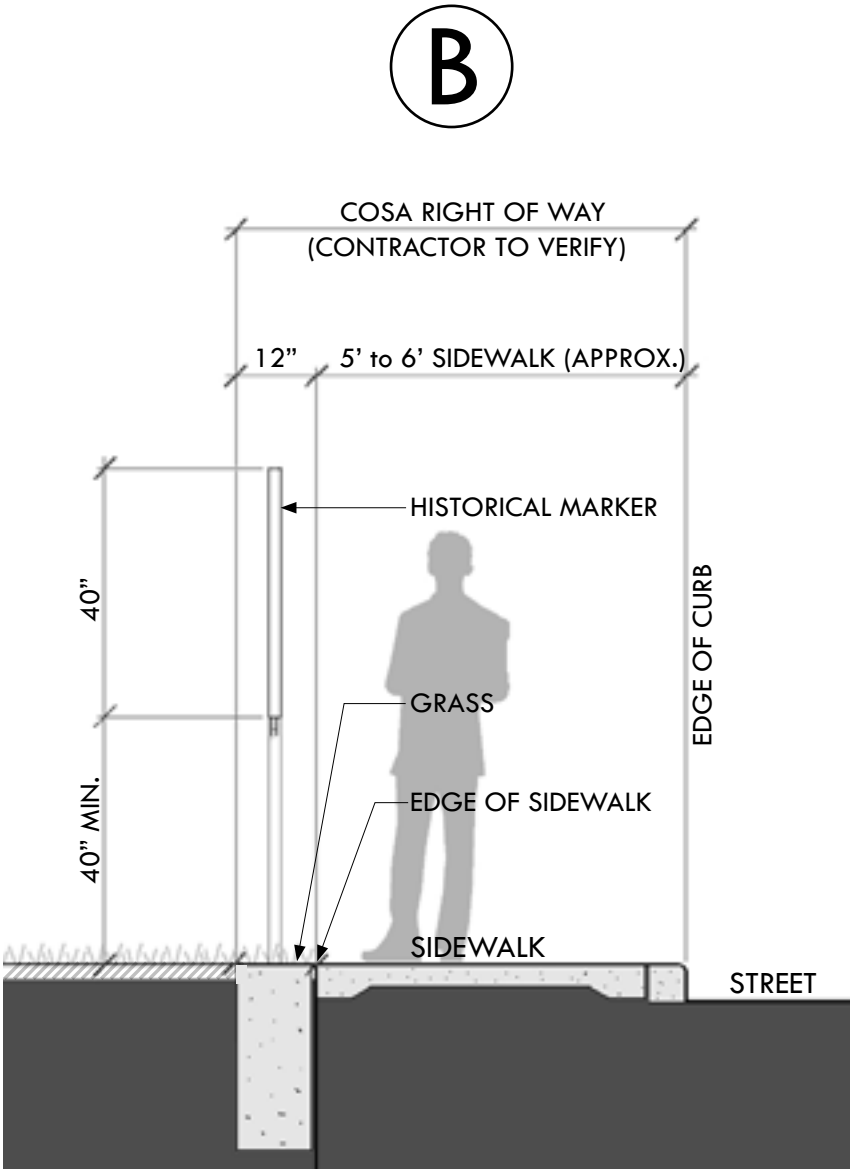 B
COSA RIGHT OF WAY
(CONTRACTOR TO VERIFY)
12”
5’ to 6’ SIDEWALK (APPROX.)
HISTORICAL MARKER
40”
EDGE OF CURB
GRASS
40” MIN.
EDGE OF SIDEWALK
SIDEWALK
STREET